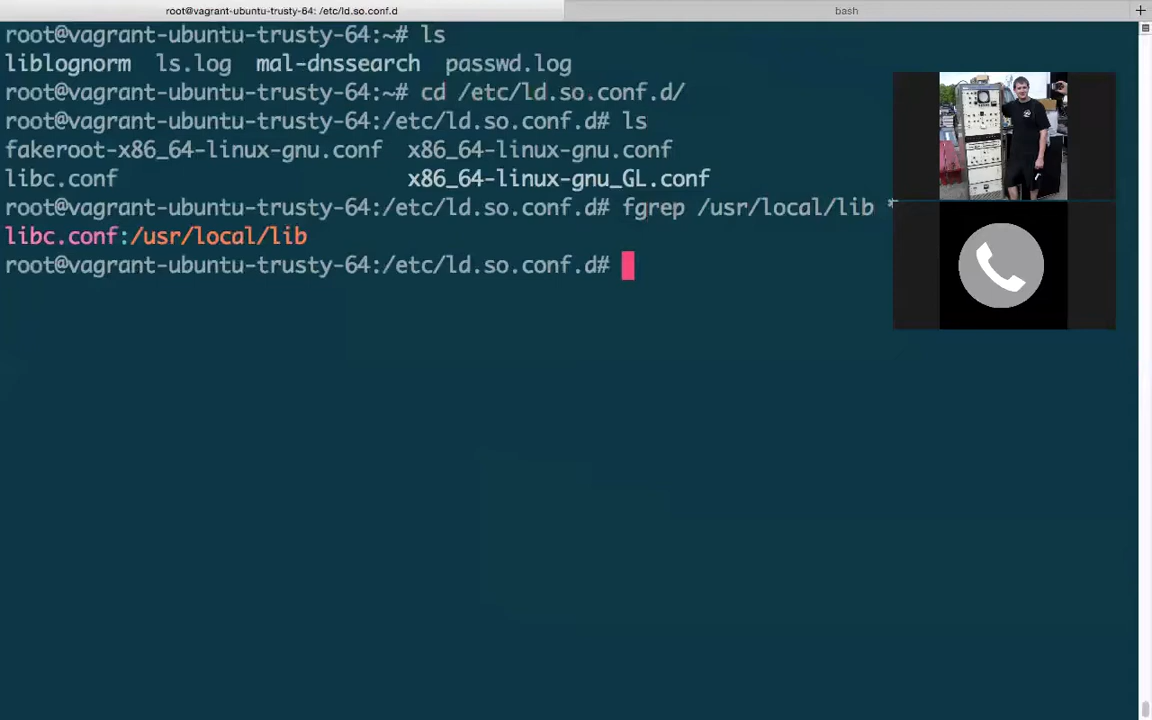 root@vagrant-ubuntu-trusty-64: /etc/ld.so.conf.d
bash
root@vagrant-ubuntu-trusty-64:~# ls
liblognorm ls.log mal-dnssearch passwd.log
root@vagrant-ubuntu-trusty-64:~# cd /etc/ld.so.conf.d/
root@vagrant-ubuntu-trusty-64:/etc/ld.so.conf.d# ls
fakeroot-x86_64-linux-gnu.conf x86_64-linux-gnu.conf
libc.conf x86_64-linux-gnu_GL.conf
root@vagrant-ubuntu-trusty-64:/etc/ld.so.conf.d# fgrep /usr/local/lib *
libc.conf:/usr/local/lib
root@vagrant-ubuntu-trusty-64:/etc/ld.so.conf.d#